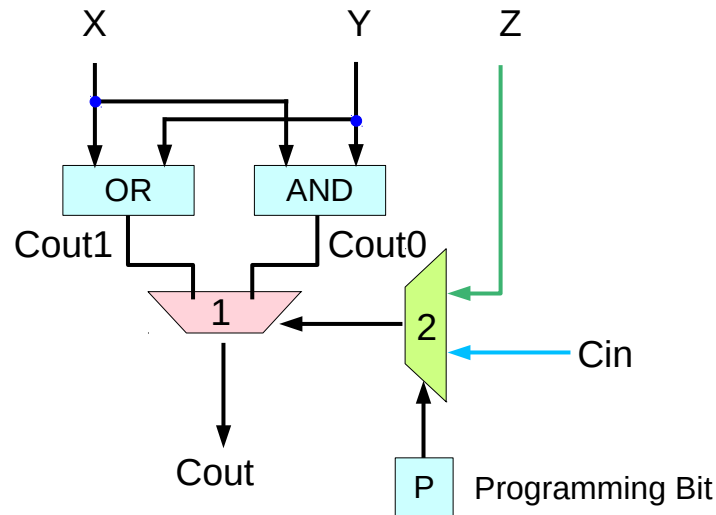 X Y Z
OR AND
Cout1 Cout0
1
2
Cin
Cout
P Programming Bit